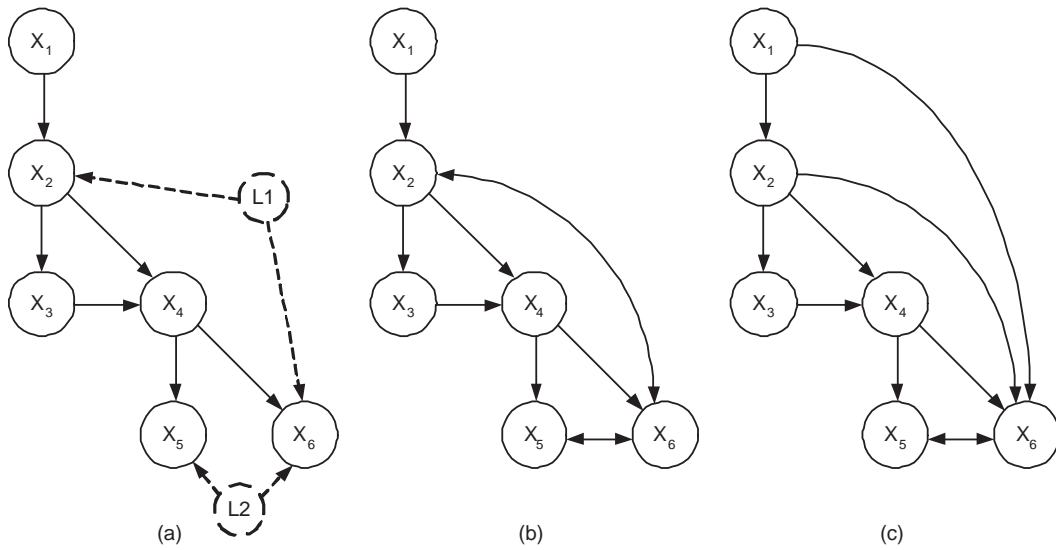 X1 X1 X1
X2 L1 X2 X2
X3 X4 X3 X4 X3 X4
X5 X6 X5 X6 X5 X6
L2
(a) (b) (c)